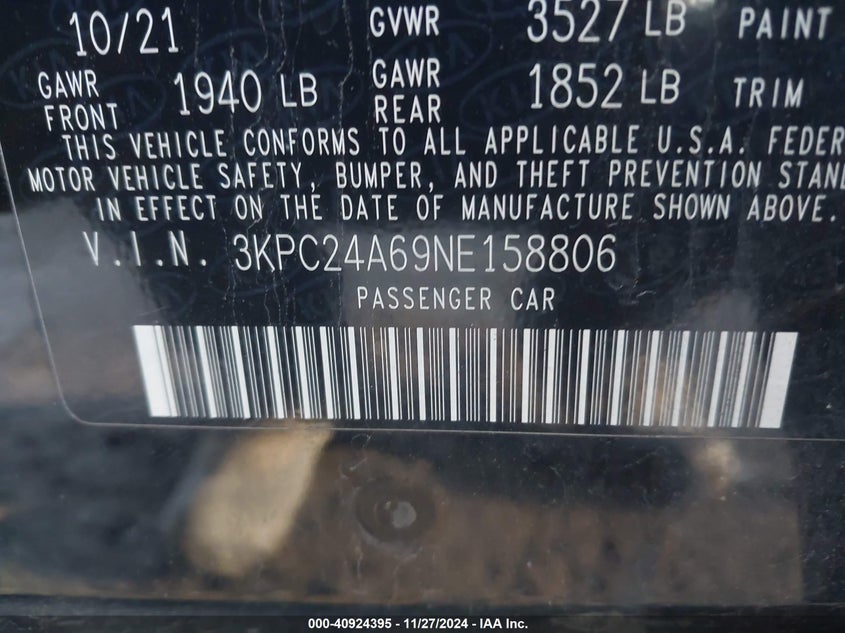 10/21 GVWR 3527 LB PAINT
GAWR FRONT 1940 LB GAWR REAR 1852 LB TRIM
THIS VEHICLE CONFORMS TO ALL APPLICABLE U.S.A. FEDER
MOTOR VEHICLE SAFETY, BUMPER, AND THEFT PREVENTION STAN
IN EFFECT ON THE DATE OF MANUFACTURE SHOWN ABOVE.
V.I.N. 3KPC24A69NE158806
PASSENGER CAR
000-40924395 - 11/27/2024 - IAA Inc.